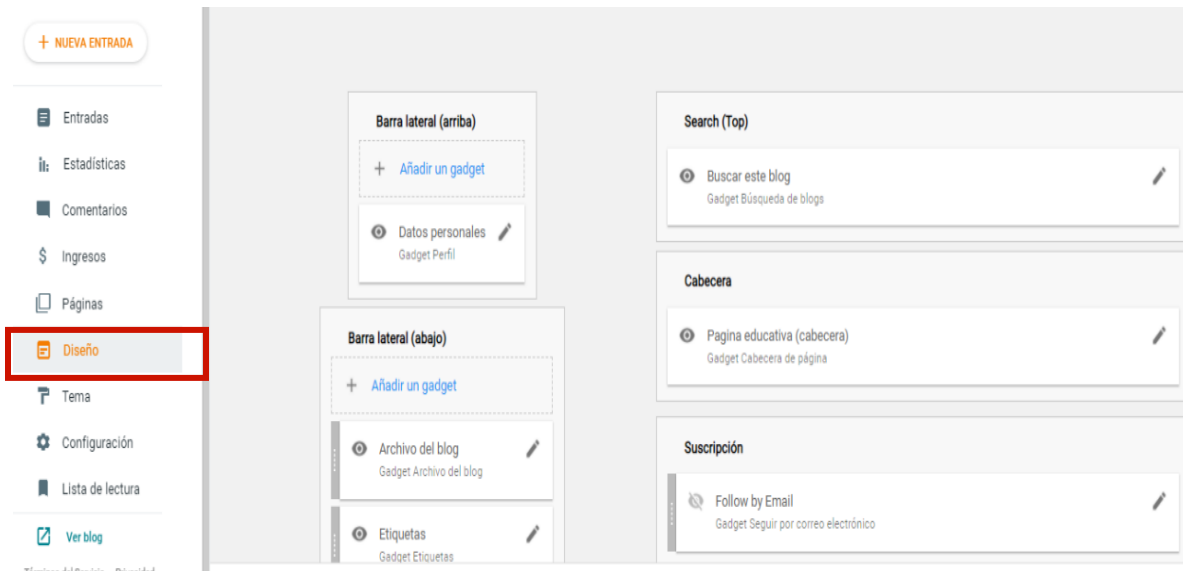 + NUEVA ENTRADA
Entradas
Estadísticas
Comentarios
Ingresos
Páginas
Diseño
Tema
Configuración
Lista de lectura
Ver blog
Barra lateral (arriba)
+ Añadir un gadget
Datos personales
Gadget Perfil
Barra lateral (abajo)
+ Añadir un gadget
Archivo del blog
Gadget Archivo del blog
Etiquetas
Gadget Etiquetas
Search (Top)
Buscar este blog
Gadget Búsqueda de blogs
Cabecera
Pagina educativa (cabecera)
Gadget Cabecera de página
Suscripción
Follow by Email
Gadget Seguir por correo electrónico